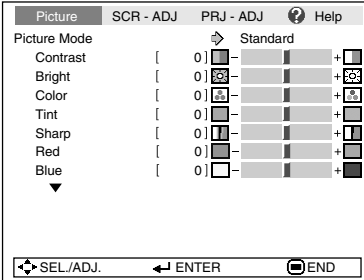 Picture SCR - ADJ PRJ - ADJ ? Help
Picture Mode Standard
Contrast [ 0 ] - +
Bright [ 0 ] - +
Color [ 0 ] - +
Tint [ 0 ] - +
Sharp [ 0 ] - +
Red [ 0 ] - +
Blue [ 0 ] - +
SEL./ADJ. ENTER END